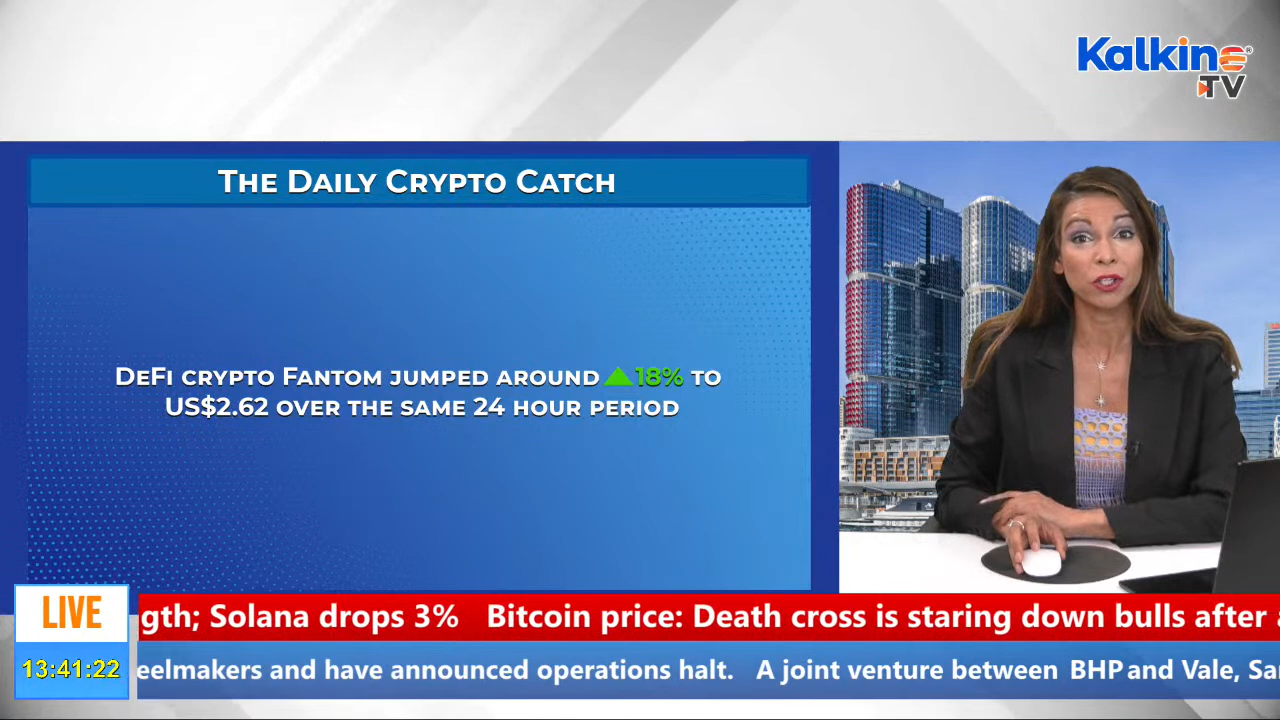 Kalkine®
TV
The Daily Crypto Catch
DeFi crypto Fantom jumped around ▲18% to
US$2.62 over the same 24 hour period
LIVE
gth; Solana drops 3% Bitcoin price: Death cross is staring down bulls after
13:41:22
eelmakers and have announced operations halt. A joint venture between BHP and Vale, Sa